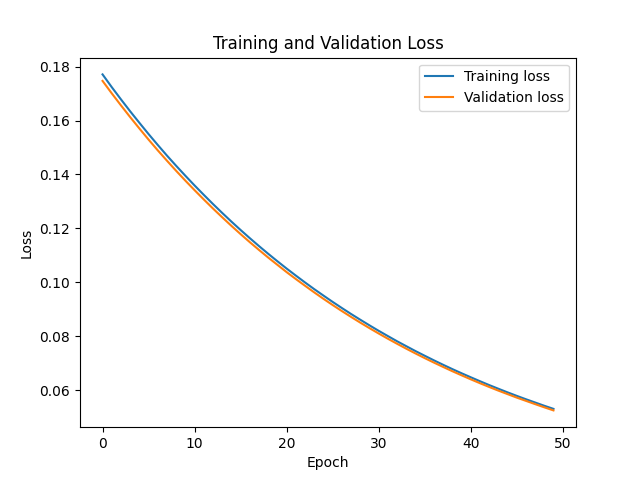 Training and Validation Loss
Training loss
Validation loss
0.18
0.16
0.14
0.12
0.10
0.08
0.06
Loss
0 10 20 30 40 50
Epoch